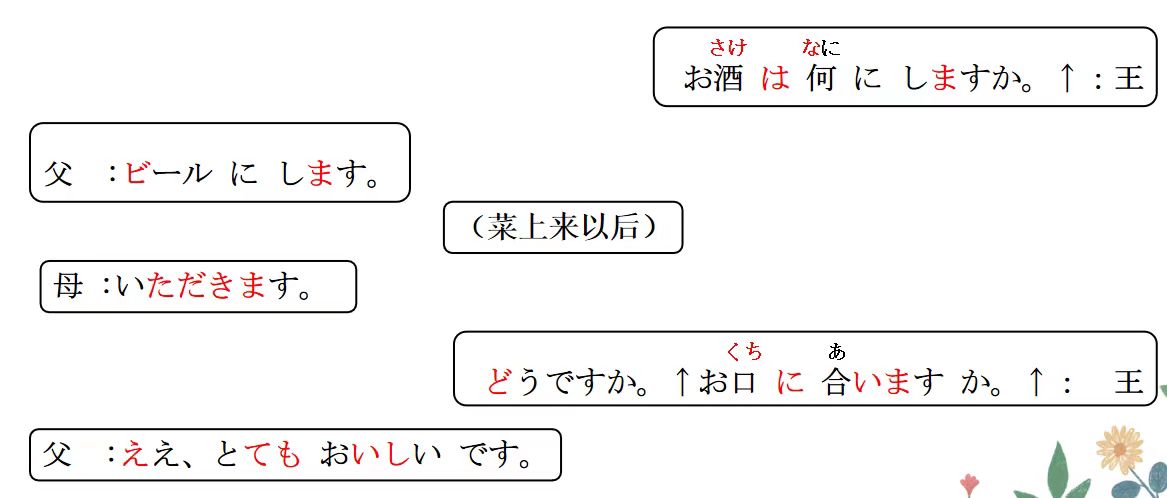 さけ なに
お酒 は 何 に しますか。↑：王
父 ：ビール に します。
（菜上来以后）
母 ：いただきます。
くち あ
どうですか。↑お口 に 合います か。↑： 王
父 ：ええ、とても おいしい です。